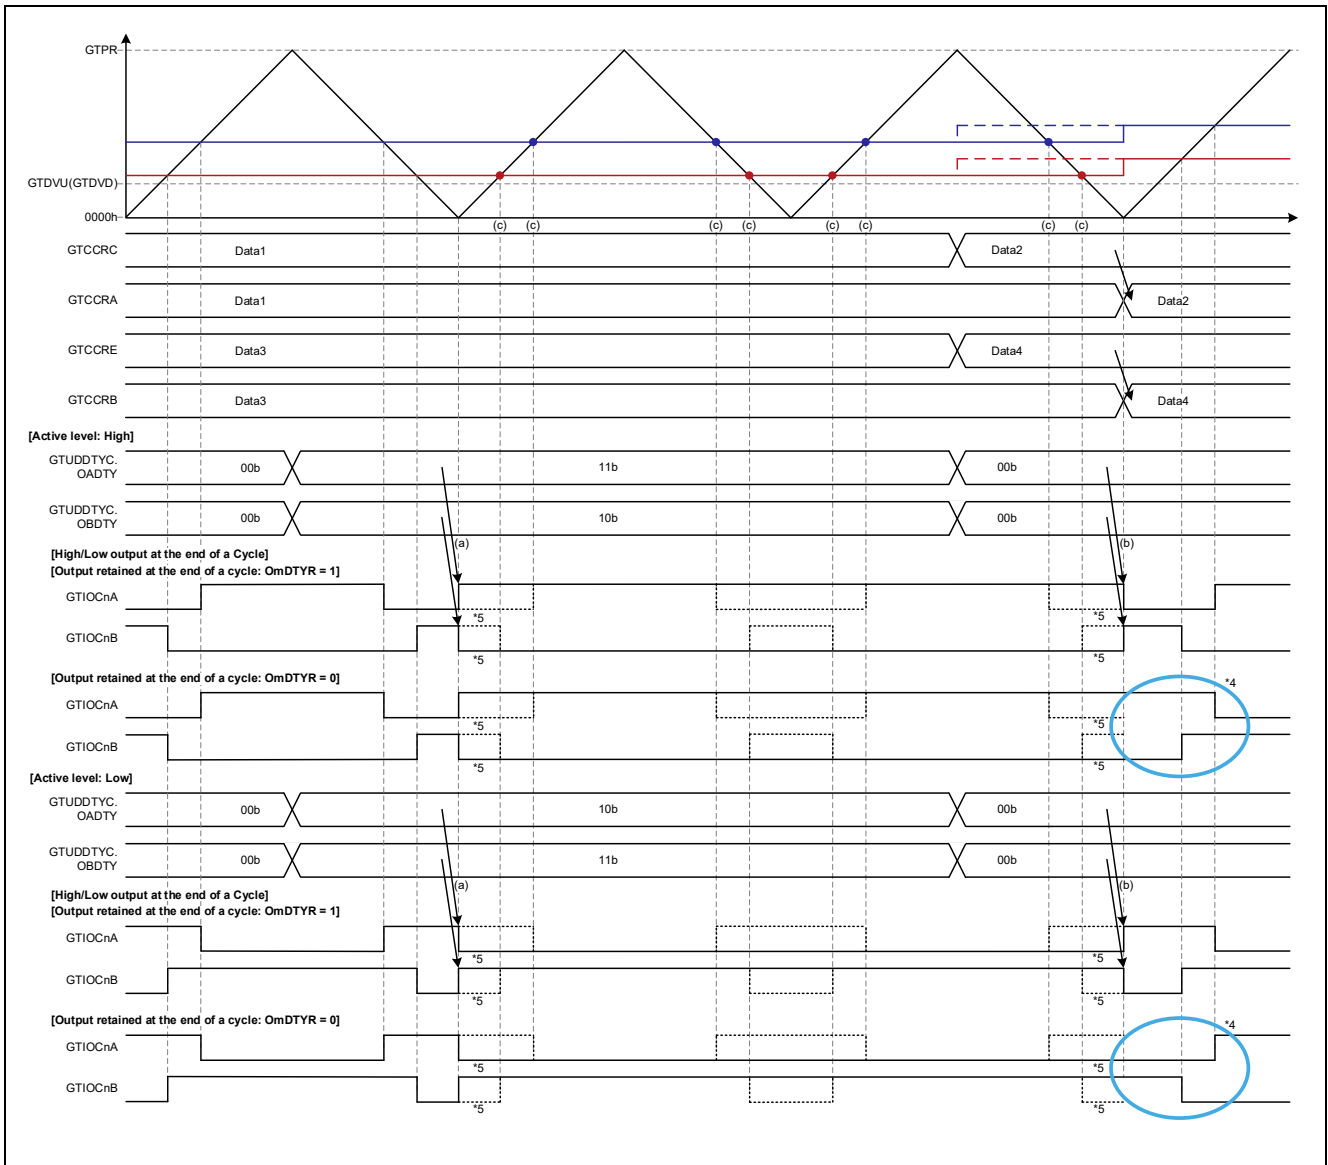 GTPR
GTDVU(GTDVD)
0000h
(c) (c) (c) (c) (c) (c) (c) (c)
GTCCRC Data1 Data2
GTCCRA Data1 Data2
GTCCRE Data3 Data4
GTCCRB Data3 Data4
[Active level: High]
GTUDDTYC.
OADTY 00b 11b 00b
GTUDDTYC.
OBDTY 00b 10b 00b
(a) (b)
[High/Low output at the end of a Cycle]
[Output retained at the end of a cycle: OmDTYR = 1]
GTIOCnA
*5 *5
GTIOCnB
*5 *5
[Output retained at the end of a cycle: OmDTYR = 0]
*4
GTIOCnA
*5 *5
GTIOCnB
*5 *5
[Active level: Low]
GTUDDTYC.
OADTY 00b 10b 00b
GTUDDTYC.
OBDTY 00b 11b 00b
(a) (b)
[High/Low output at the end of a Cycle]
[Output retained at the end of a cycle: OmDTYR = 1]
GTIOCnA
*5 *5
GTIOCnB
*5 *5
[Output retained at the end of a cycle: OmDTYR = 0]
*4
GTIOCnA
*5 *5
GTIOCnB
*5 *5